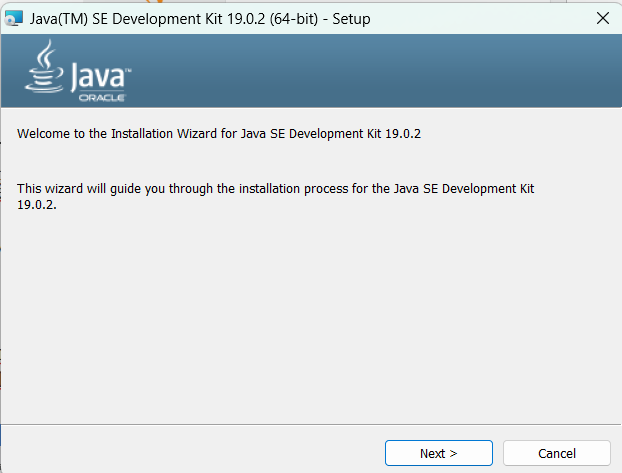 Java(TM) SE Development Kit 19.0.2 (64-bit) - Setup
Java™
ORACLE
Welcome to the Installation Wizard for Java SE Development Kit 19.0.2
This wizard will guide you through the installation process for the Java SE Development Kit
19.0.2.
Next >
Cancel